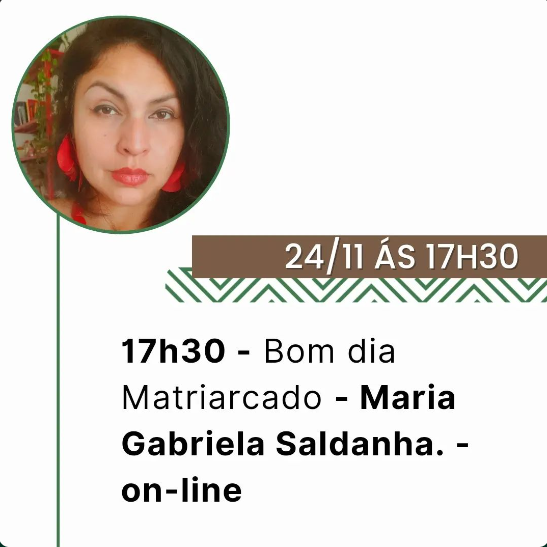 24/11 ÁS 17H30
17h30 - Bom dia
Matriarcado - Maria
Gabriela Saldanha. -
on-line